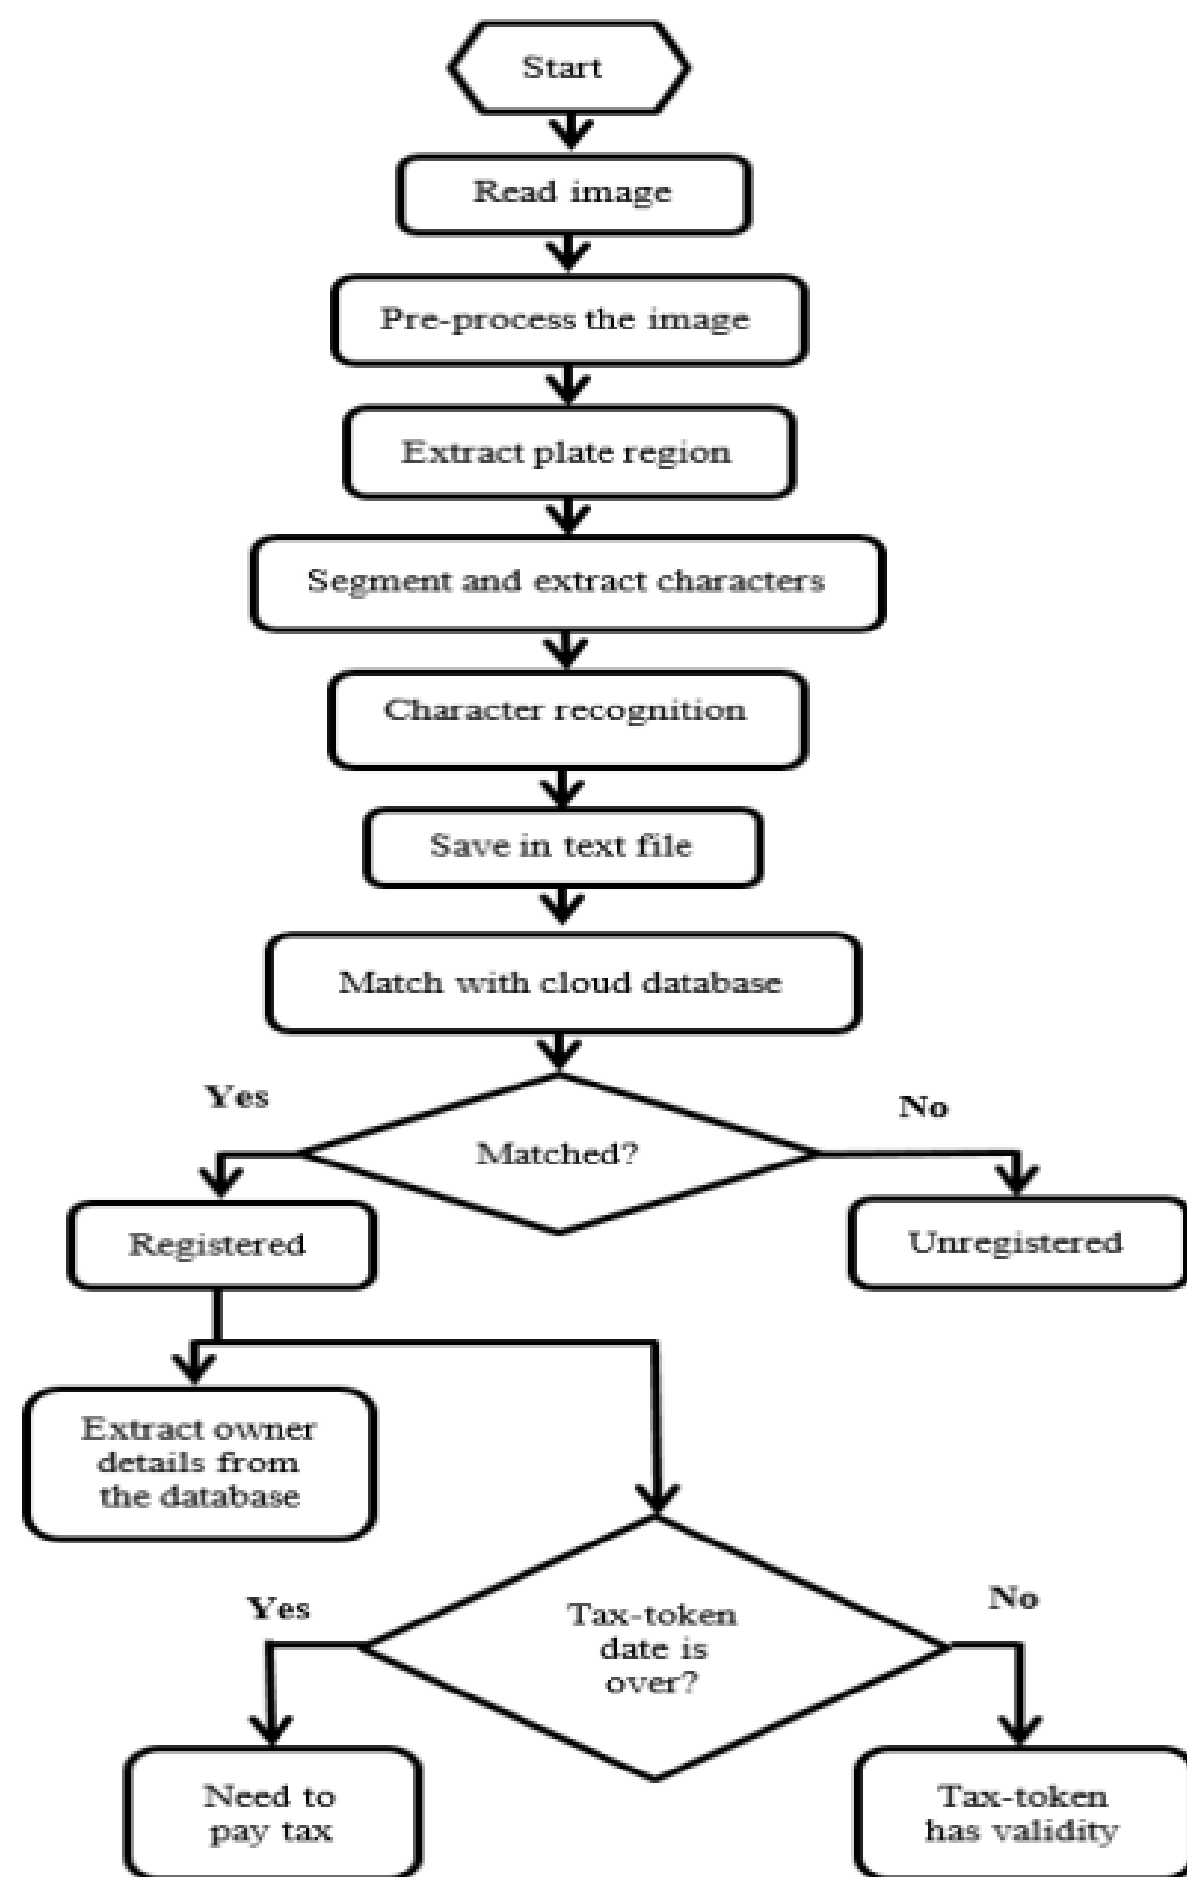 Start
Read image
Pre-process the image
Extract plate region
Segment and extract characters
Character recognition
Save in text file
Match with cloud database
Yes
No
Matched?
Registered
Unregistered
Extract owner
details from
the database
Yes
No
Tax-token
date is
over?
Need to
pay tax
Tax-token
has validity